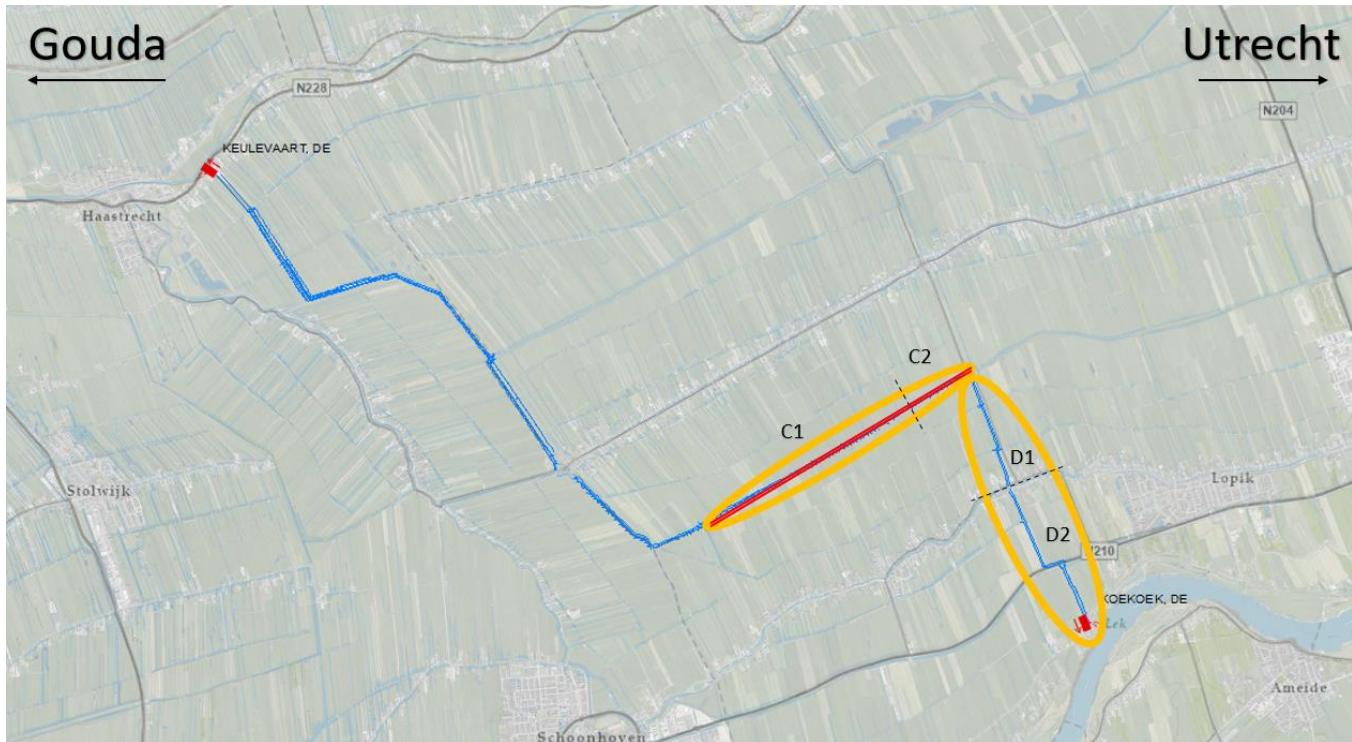 Gouda
Utrecht
N228
N204
KEULEVAART, DE
Haastrecht
C2
C1
D1
Lopik
Stolwijk
D2
N210
KOEKOEK, DE
Lek
Ameide
Schoonhoven